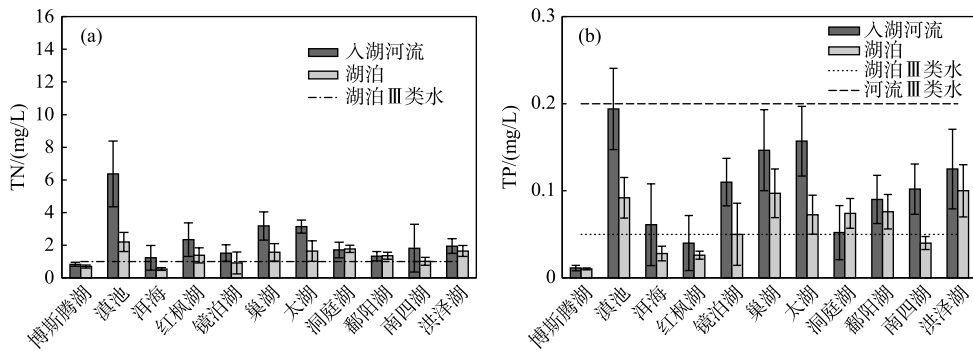 (a)
TN/(mg/L)
16
14
12
10
8
6
4
2
0
入湖河流
湖泊
湖泊Ⅲ类水
博斯腾湖
滇池
洱海
红枫湖
镜泊湖
巢湖
太湖
洞庭湖
鄱阳湖
南四湖
洪泽湖
(b)
TP/(mg/L)
0.3
0.2
0.1
0
入湖河流
湖泊
湖泊Ⅲ类水
河流Ⅲ类水
博斯腾湖
滇池
洱海
红枫湖
镜泊湖
巢湖
太湖
洞庭湖
鄱阳湖
南四湖
洪泽湖